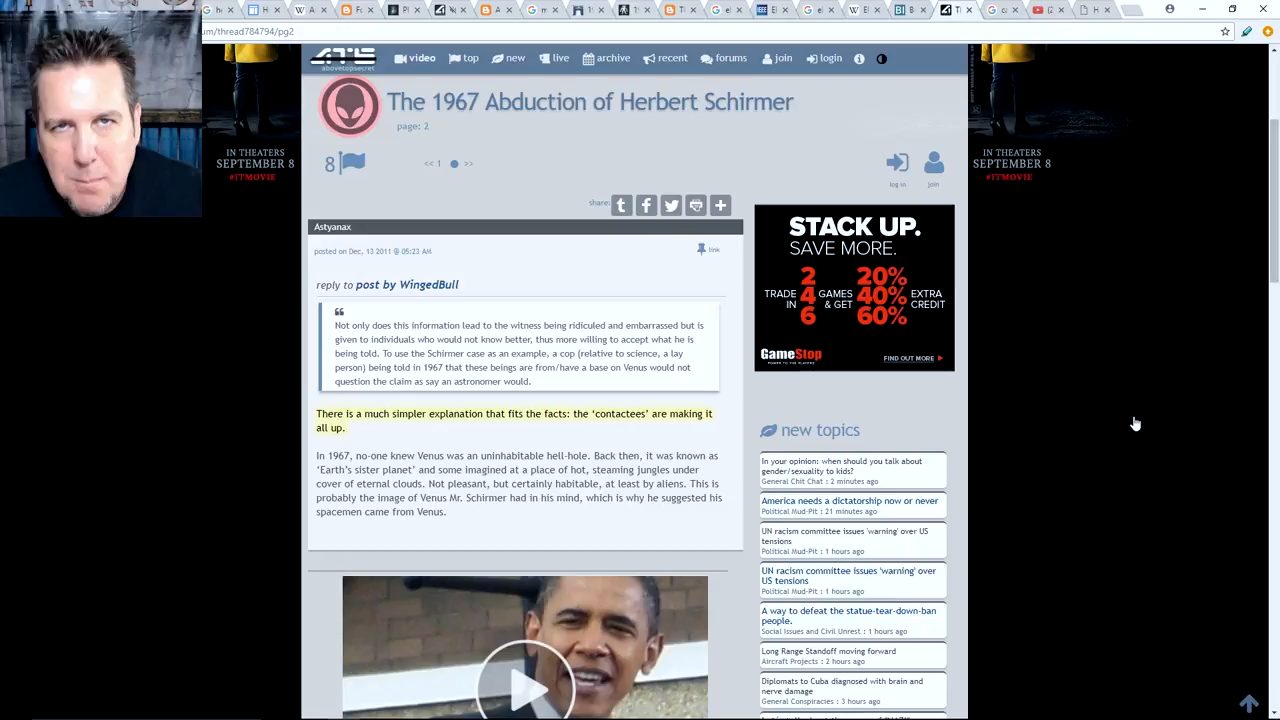 um/thread784794/pg2
ATS
abovetopsecret
video top new live archive recent forums join login
The 1967 Abduction of Herbert Schirmer
page: 2
8
<< 1 >>
log in join
IN THEATERS
SEPTEMBER 8
#ITMOVIE
IN THEATERS
SEPTEMBER 8
#ITMOVIE
share:
Astyanax
posted on Dec, 13 2011 @ 05:23 AM
link
reply to post by WingedBull
Not only does this information lead to the witness being ridiculed and embarrassed but is
given to individuals who would not know better, thus more willing to accept what he is
being told. To use the Schirmer case as an example, a cop (relative to science, a lay
person) being told in 1967 that these beings are from/have a base on Venus would not
question the claim as say an astronomer would.
There is a much simpler explanation that fits the facts: the ‘contactees’ are making it
all up.
In 1967, no-one knew Venus was an uninhabitable hell-hole. Back then, it was known as
‘Earth’s sister planet’ and some imagined at a place of hot, steaming jungles under
cover of eternal clouds. Not pleasant, but certainly habitable, at least by aliens. This is
probably the image of Venus Mr. Schirmer had in his mind, which is why he suggested his
spacemen came from Venus.
STACK UP.
SAVE MORE.
TRADE IN 2 4 6 GAMES & GET 20% 40% 60% EXTRA CREDIT
GameStop
POWER TO THE PLAYERS
FIND OUT MORE
new topics
In your opinion: when should you talk about
gender/sexuality to kids?
General Chit Chat : 2 minutes ago
America needs a dictatorship now or never
Political Mud-Pit : 21 minutes ago
UN racism committee issues 'warning' over US
tensions
Political Mud-Pit : 1 hours ago
UN racism committee issues 'warning' over
US tensions
Political Mud-Pit : 1 hours ago
A way to defeat the statue-tear-down-ban
people.
Social Issues and Civil Unrest : 1 hours ago
Long Range Standoff moving forward
Aircraft Projects : 2 hours ago
Diplomats to Cuba diagnosed with brain and
nerve damage
General Conspiracies : 3 hours ago